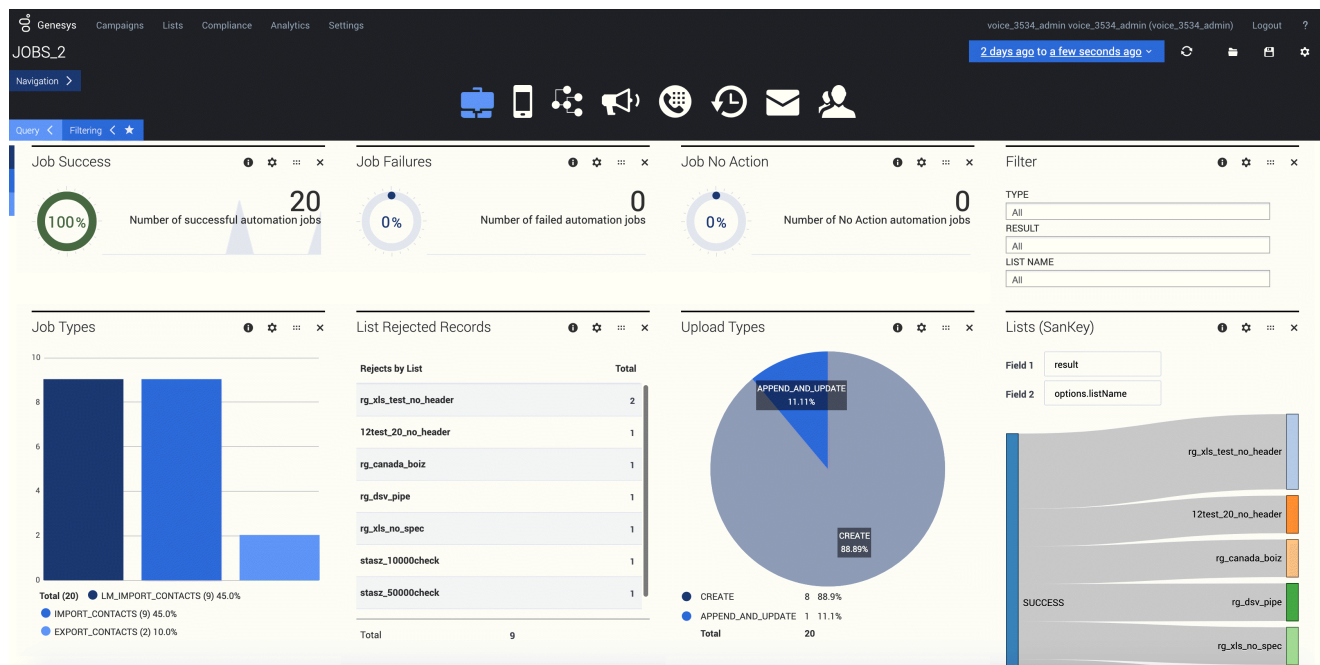 Genesys Campaigns Lists Compliance Analytics Settings voice_3534_admin voice_3534_admin (voice_3534_admin) Logout ?
JOBS_2 2 days ago to a few seconds ago
Navigation
Query Filtering
Job Success
100%
20
Number of successful automation jobs
Job Failures
0%
0
Number of failed automation jobs
Job No Action
0%
0
Number of No Action automation jobs
Filter
TYPE
All
RESULT
All
LIST NAME
All
Job Types
10
8
6
4
2
0
Total (20) LM_IMPORT_CONTACTS (9) 45.0%
IMPORT_CONTACTS (9) 45.0%
EXPORT_CONTACTS (2) 10.0%
List Rejected Records
Rejects by List Total
rg_xls_test_no_header 2
12test_20_no_header 1
rg_canada_boiz 1
rg_dsv_pipe 1
rg_xls_no_spec 1
stasz_10000check 1
stasz_50000check 1
Total 9
Upload Types
APPEND_AND_UPDATE
11.11%
CREATE
88.89%
CREATE 8 88.9%
APPEND_AND_UPDATE 1 11.1%
Total 20
Lists (SanKey)
Field 1 result
Field 2 options.listName
rg_xls_test_no_header
12test_20_no_header
rg_canada_boiz
SUCCESS
rg_dsv_pipe
rg_xls_no_spec